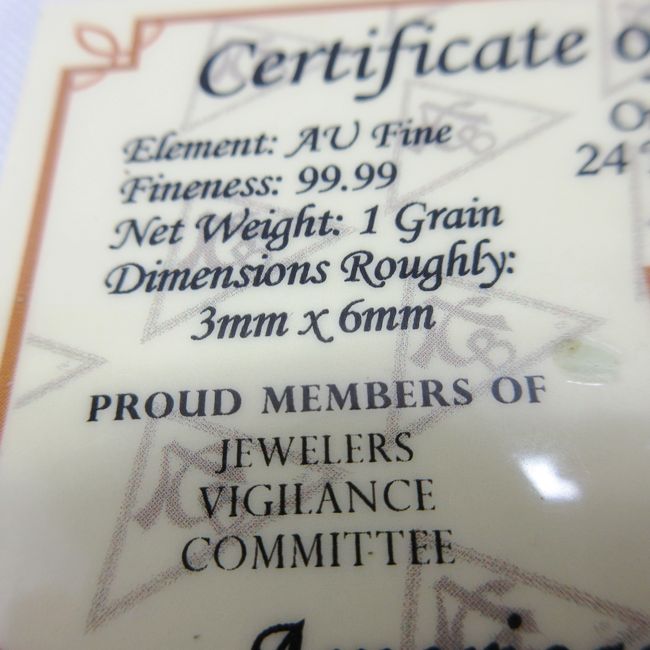 Certificate
Element: AU Fine
Fineness: 99.99
Net Weight: 1 Grain
Dimensions Roughly:
3mm x 6mm
24
PROUD MEMBERS OF
JEWELERS
VIGILANCE
COMMITTEE